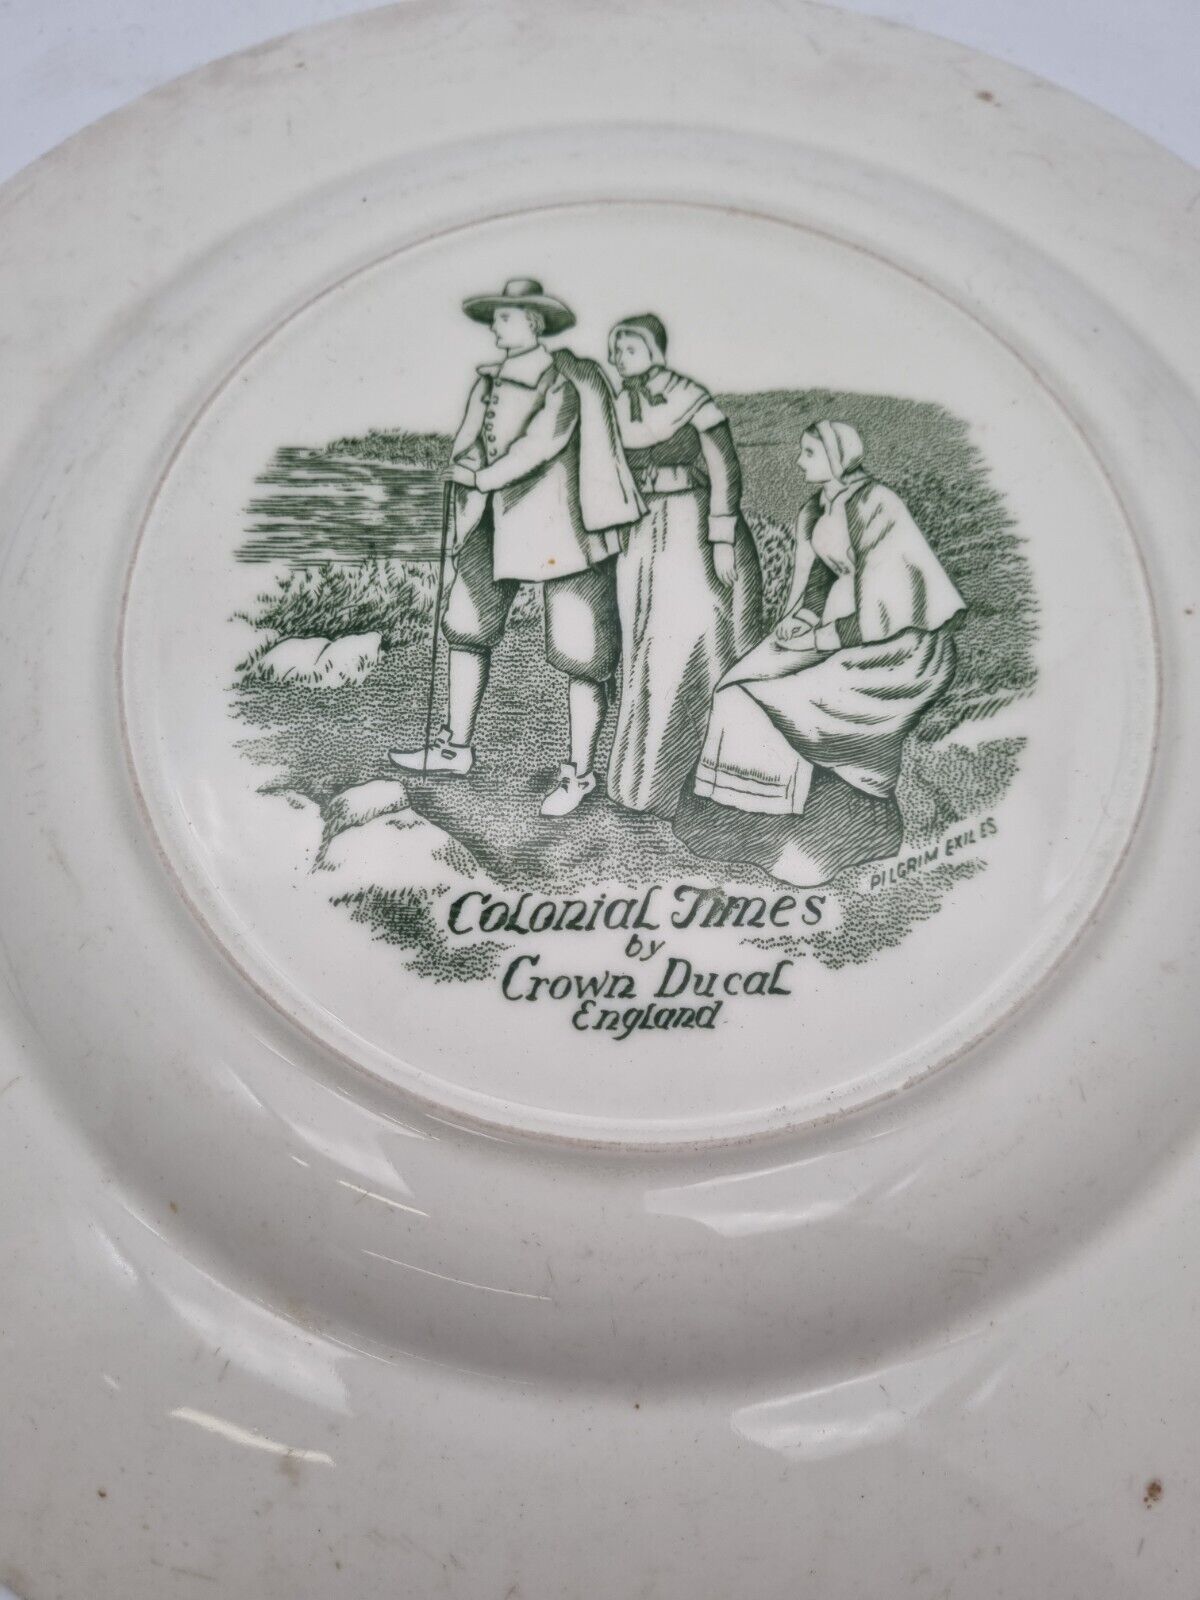 PILGRIM EXILES
Colonial Times
by
Crown Ducal
England